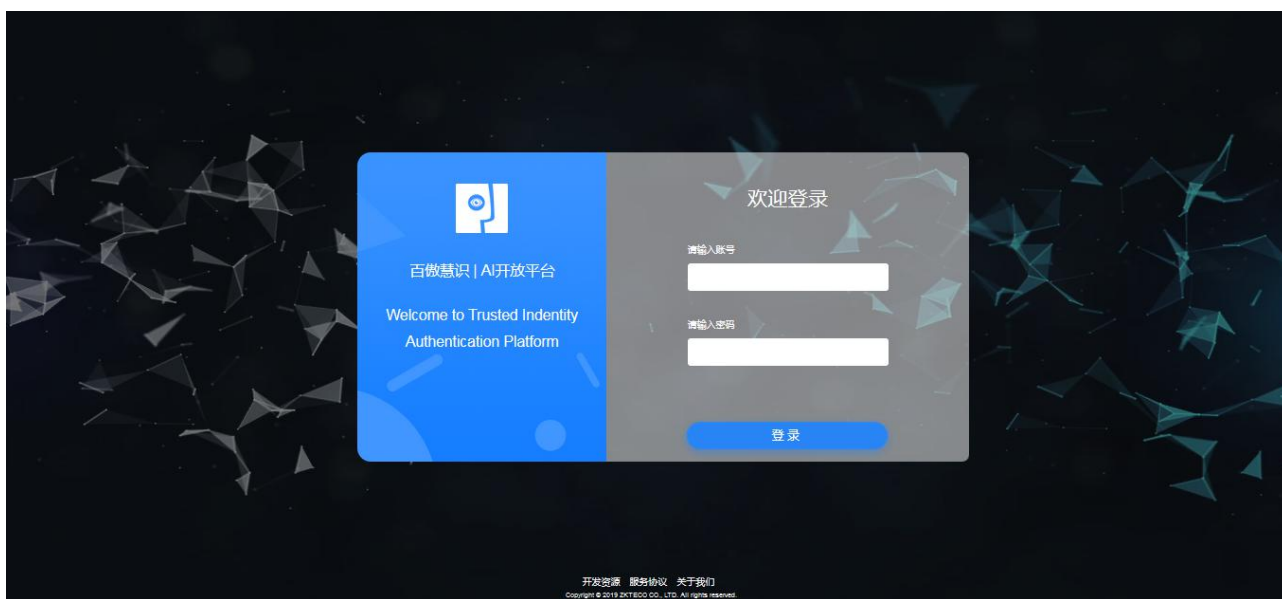 百傲慧识 | AI开放平台
Welcome to Trusted Indentity
Authentication Platform
欢迎登录
请输入账号
请输入密码
登 录
开发资源 服务协议 关于我们
Copyright © 2019 ZKTECO CO., LTD. All rights reserved.